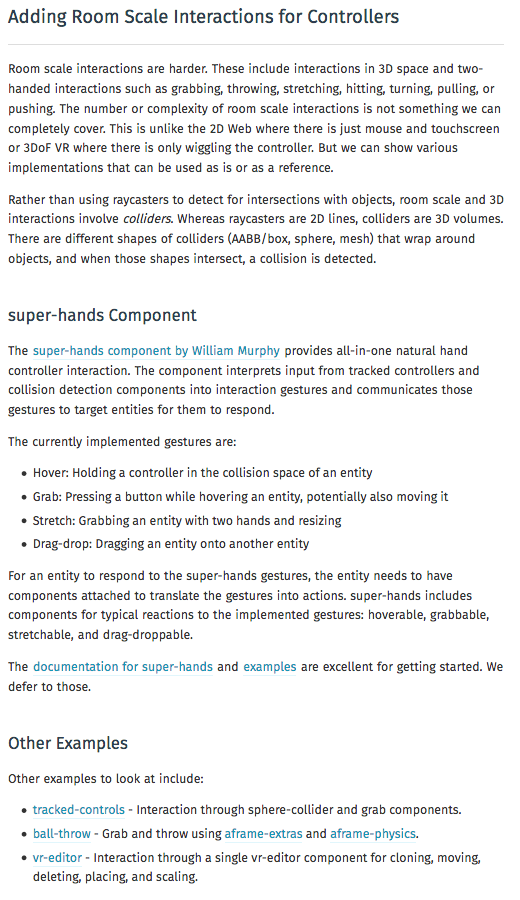 Adding Room Scale Interactions for Controllers
Room scale interactions are harder. These include interactions in 3D space and two-
handed interactions such as grabbing, throwing, stretching, hitting, turning, pulling, or
pushing. The number or complexity of room scale interactions is not something we can
completely cover. This is unlike the 2D Web where there is just mouse and touchscreen
or 3DoF VR where there is only wiggling the controller. But we can show various
implementations that can be used as is or as a reference.
Rather than using raycasters to detect for intersections with objects, room scale and 3D
interactions involve colliders. Whereas raycasters are 2D lines, colliders are 3D volumes.
There are different shapes of colliders (AABB/box, sphere, mesh) that wrap around
objects, and when those shapes intersect, a collision is detected.
super-hands Component
The super-hands component by William Murphy provides all-in-one natural hand
controller interaction. The component interprets input from tracked controllers and
collision detection components into interaction gestures and communicates those
gestures to target entities for them to respond.
The currently implemented gestures are:
• Hover: Holding a controller in the collision space of an entity
• Grab: Pressing a button while hovering an entity, potentially also moving it
• Stretch: Grabbing an entity with two hands and resizing
• Drag-drop: Dragging an entity onto another entity
For an entity to respond to the super-hands gestures, the entity needs to have
components attached to translate the gestures into actions. super-hands includes
components for typical reactions to the implemented gestures: hoverable, grabbable,
stretchable, and drag-droppable.
The documentation for super-hands and examples are excellent for getting started. We
defer to those.
Other Examples
Other examples to look at include:
• tracked-controls - Interaction through sphere-collider and grab components.
• ball-throw - Grab and throw using aframe-extras and aframe-physics.
• vr-editor - Interaction through a single vr-editor component for cloning, moving,
deleting, placing, and scaling.